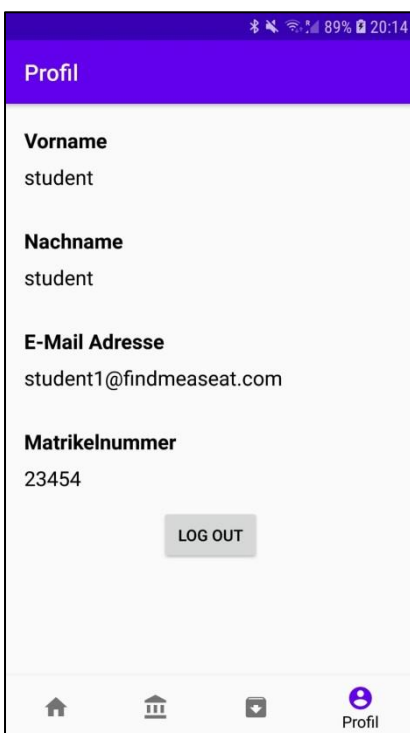 89% 20:14
Profil
Vorname
student
Nachname
student
E-Mail Adresse
student1@findmeaseat.com
Matrikelnummer
23454
LOG OUT
Profil